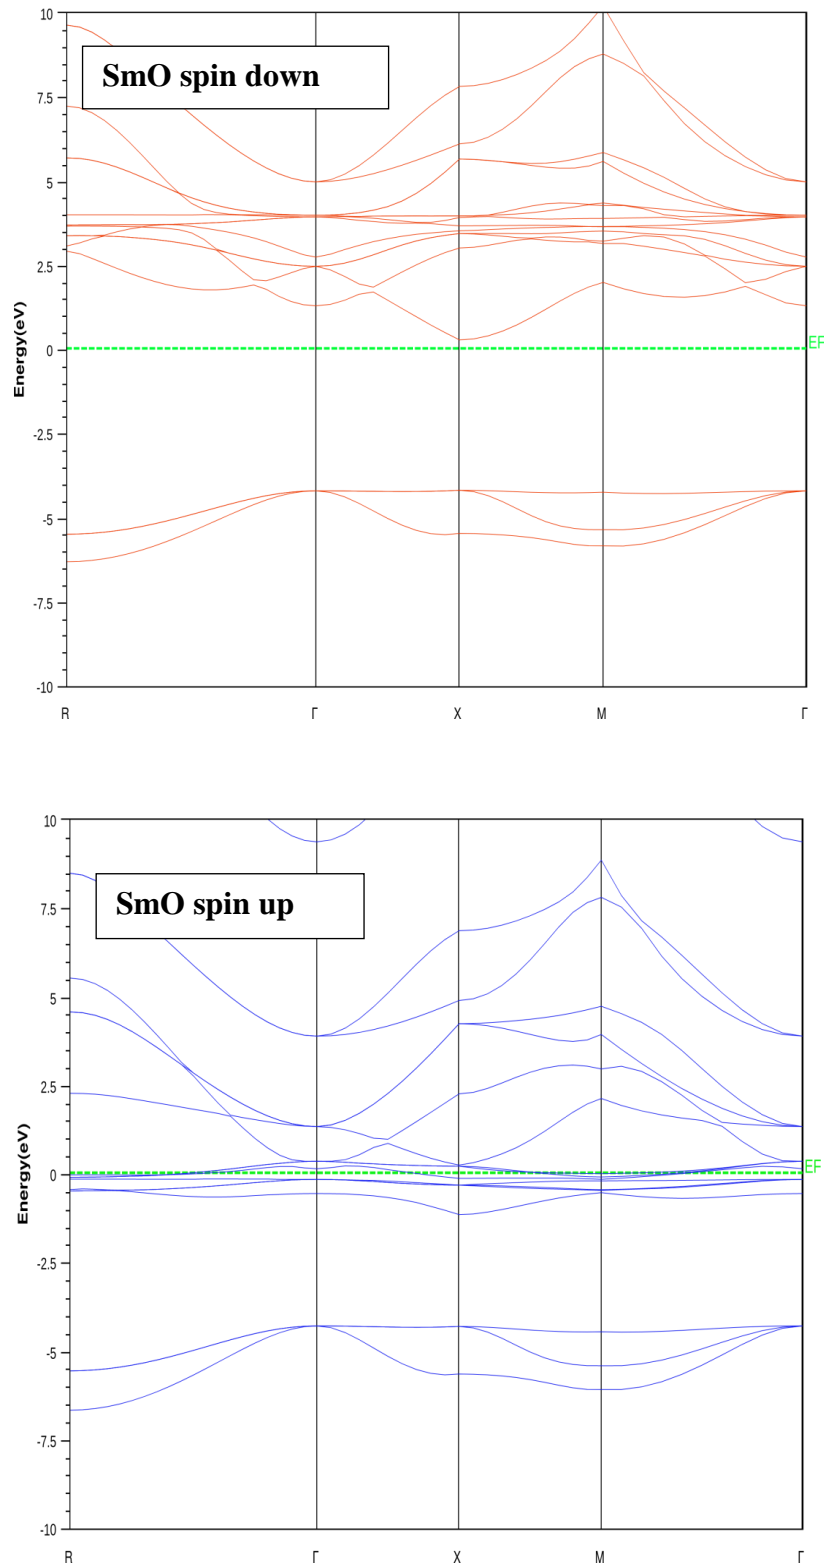 10
SmO spin down
7.5
5
2.5
Energy(eV)
0
EF
-2.5
-5
-7.5
-10
R Γ X M Γ
10
SmO spin up
7.5
5
2.5
Energy(eV)
0
EF
-2.5
-5
-7.5
-10
R Γ X M Γ